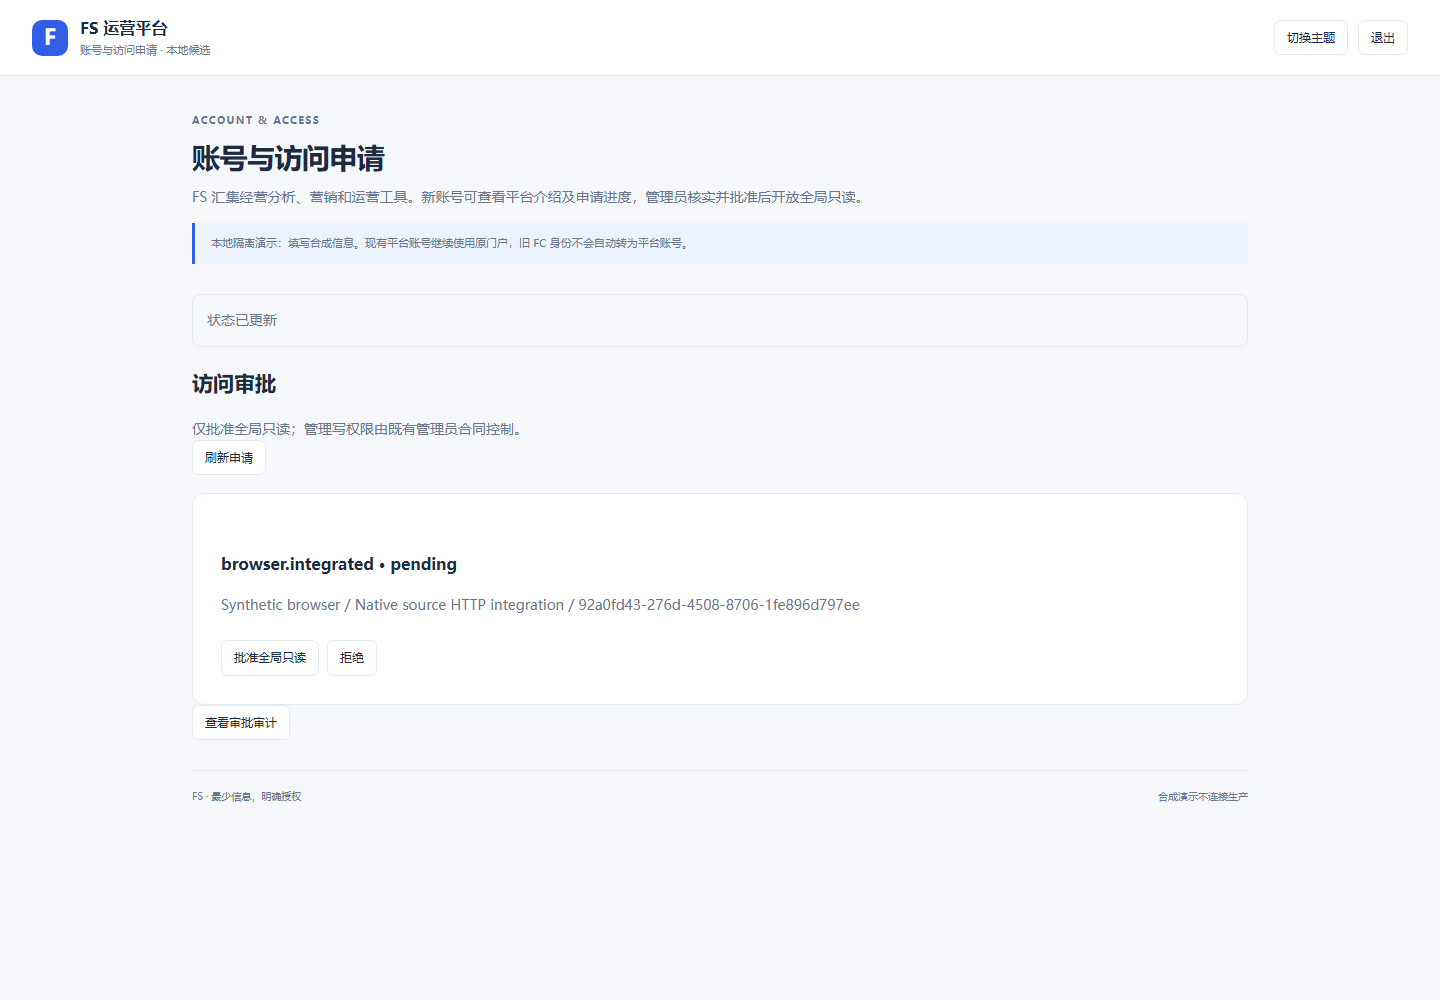 F
FS 运营平台
账号与访问申请 · 本地候选
切换主题
退出
ACCOUNT & ACCESS
账号与访问申请
FS 汇集经营分析、营销和运营工具。新账号可查看平台介绍及申请进度，管理员核实并批准后开放全局只读。
本地隔离演示：填写合成信息。现有平台账号继续使用原门户，旧 FC 身份不会自动转为平台账号。
状态已更新
访问审批
仅批准全局只读；管理写权限由既有管理员合同控制。
刷新申请
browser.integrated • pending
Synthetic browser / Native source HTTP integration / 92a0fd43-276d-4508-8706-1fe896d797ee
批准全局只读
拒绝
查看审批审计
FS · 最少信息，明确授权
合成演示不连接生产